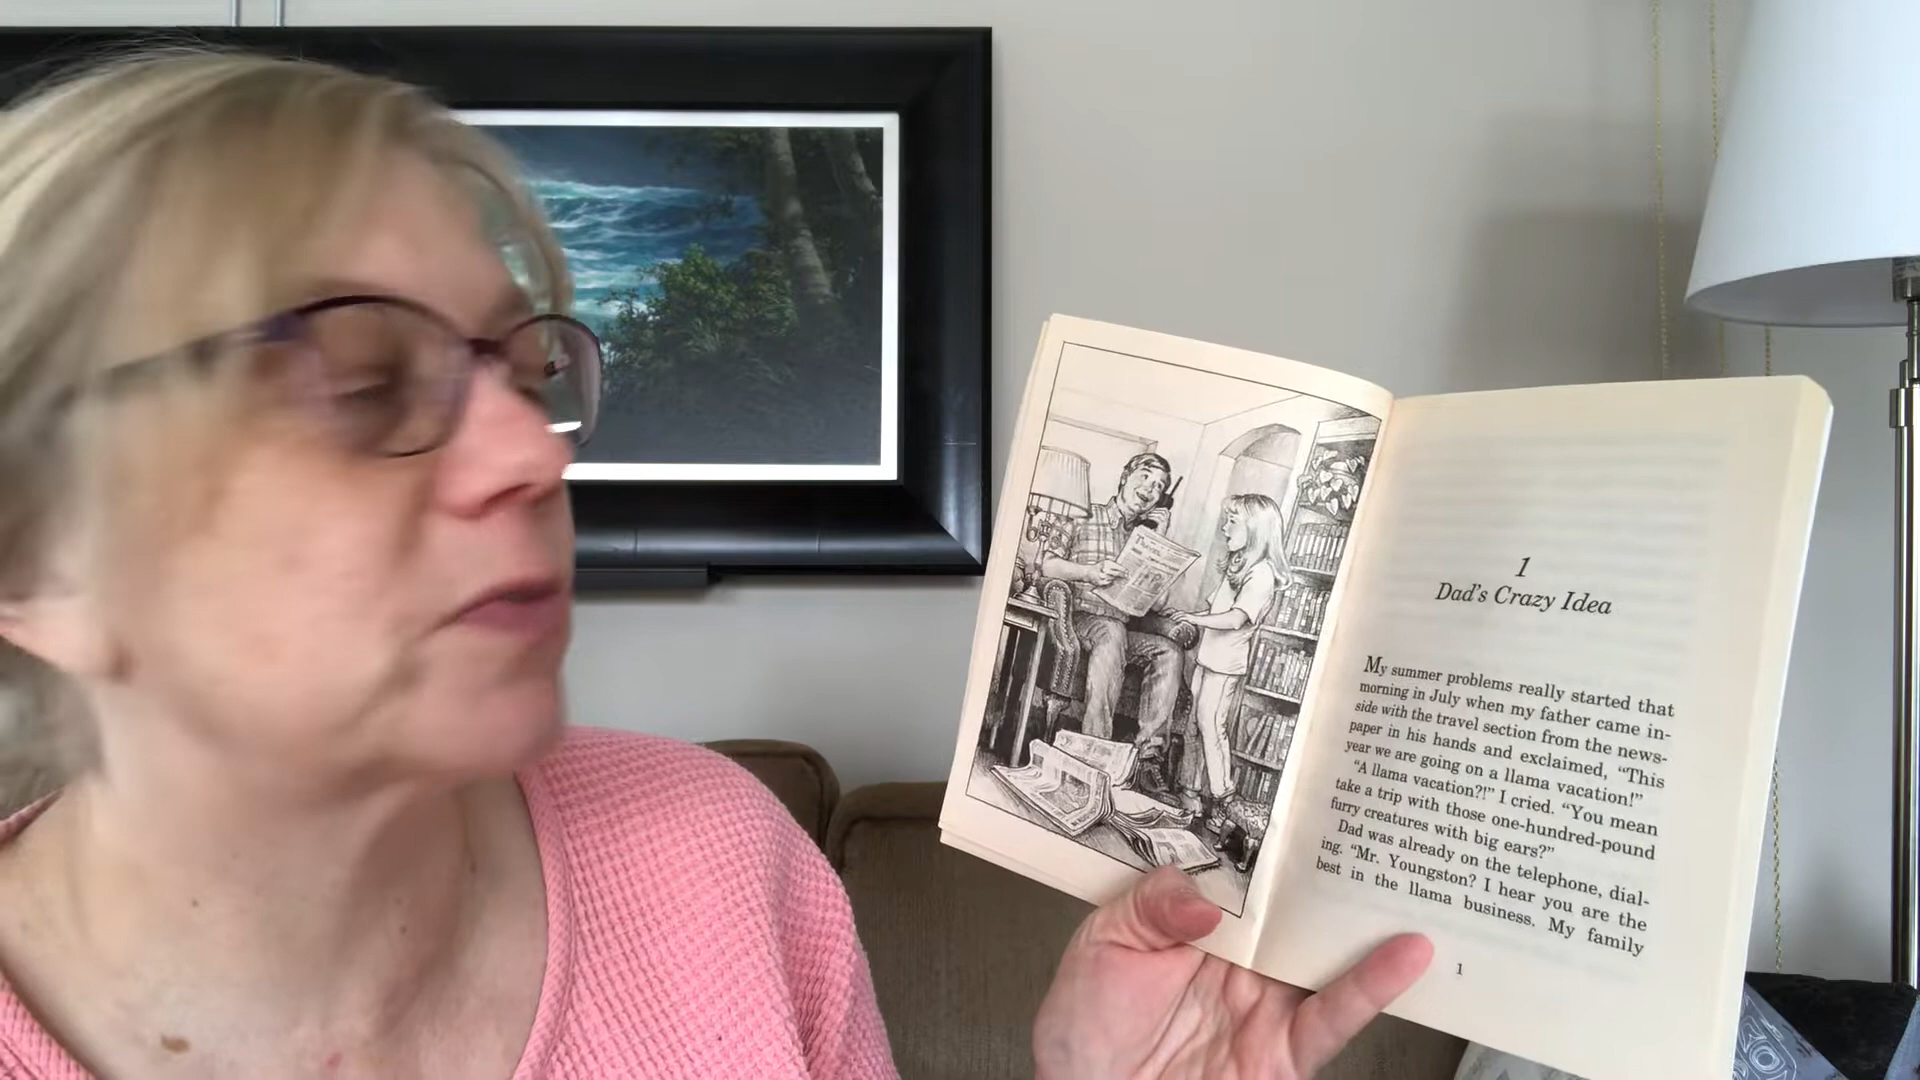 1
Dad's Crazy Idea
My summer problems really started that
morning in July when my father came in-
side with the travel section from the news-
paper in his hands and exclaimed, “This
year we are going on a llama vacation!”
“A llama vacation?!” I cried. “You mean
take a trip with those one-hundred-pound
furry creatures with big ears?”
Dad was already on the telephone, dial-
ing. “Mr. Youngston? I hear you are the
best in the llama business. My family
1